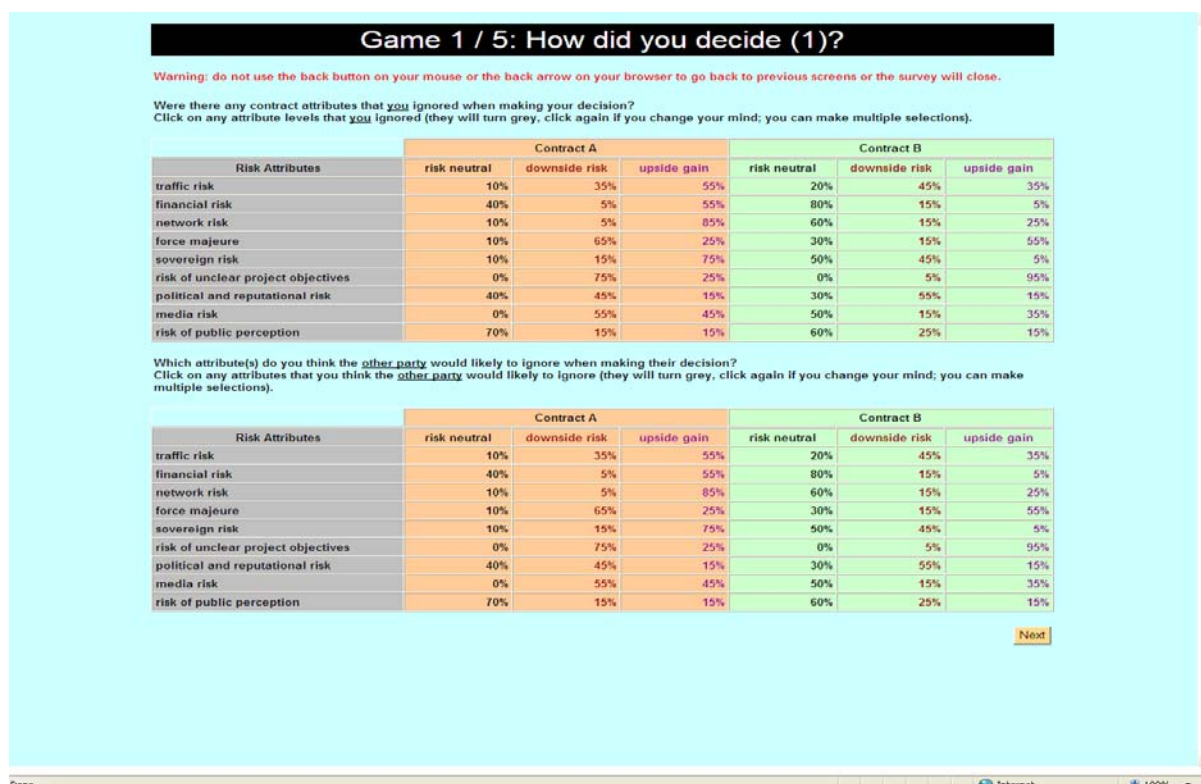 Game 1 / 5: How did you decide (1)?
Warning: do not use the back button on your mouse or the back arrow on your browser to go back to previous screens or the survey will close.
Were there any contract attributes that you ignored when making your decision?
Click on any attribute levels that you ignored (they will turn grey, click again if you change your mind; you can make multiple selections).
Contract A Contract B
Risk Attributes risk neutral downside risk upside gain risk neutral downside risk upside gain
traffic risk 10% 35% 55% 20% 45% 35%
financial risk 40% 5% 55% 80% 15% 5%
network risk 10% 5% 85% 60% 15% 25%
force majeure 10% 65% 25% 30% 15% 55%
sovereign risk 10% 15% 75% 50% 45% 5%
risk of unclear project objectives 0% 75% 25% 0% 5% 95%
political and reputational risk 40% 45% 15% 30% 55% 15%
media risk 0% 55% 45% 50% 15% 35%
risk of public perception 70% 15% 15% 60% 25% 15%
Which attribute(s) do you think the other party would likely to ignore when making their decision?
Click on any attributes that you think the other party would likely to ignore (they will turn grey, click again if you change your mind; you can make
multiple selections).
Contract A Contract B
Risk Attributes risk neutral downside risk upside gain risk neutral downside risk upside gain
traffic risk 10% 35% 55% 20% 45% 35%
financial risk 40% 5% 55% 80% 15% 5%
network risk 10% 5% 85% 60% 15% 25%
force majeure 10% 65% 25% 30% 15% 55%
sovereign risk 10% 15% 75% 50% 45% 5%
risk of unclear project objectives 0% 75% 25% 0% 5% 95%
political and reputational risk 40% 45% 15% 30% 55% 15%
media risk 0% 55% 45% 50% 15% 35%
risk of public perception 70% 15% 15% 60% 25% 15%
Next